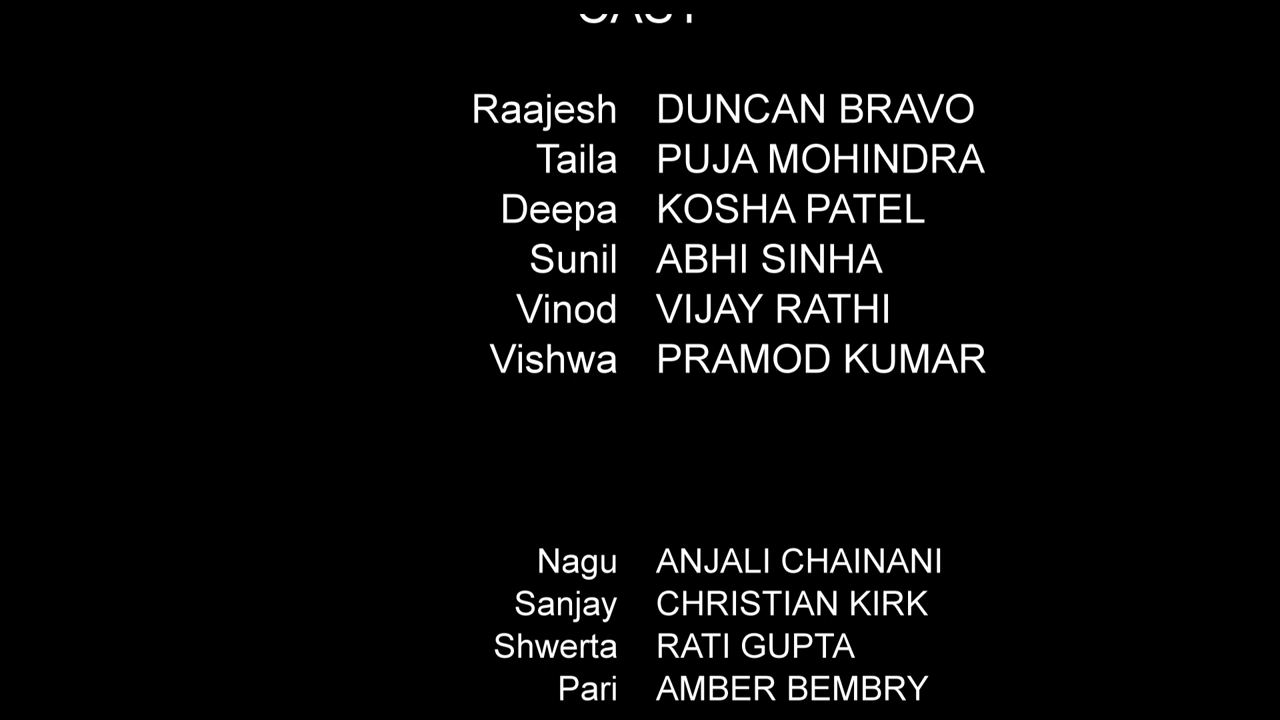 CAST
Raajesh DUNCAN BRAVO
Taila PUJA MOHINDRA
Deepa KOSHA PATEL
Sunil ABHI SINHA
Vinod VIJAY RATHI
Vishwa PRAMOD KUMAR
Nagu ANJALI CHAINANI
Sanjay CHRISTIAN KIRK
Shwerta RATI GUPTA
Pari AMBER BEMBRY